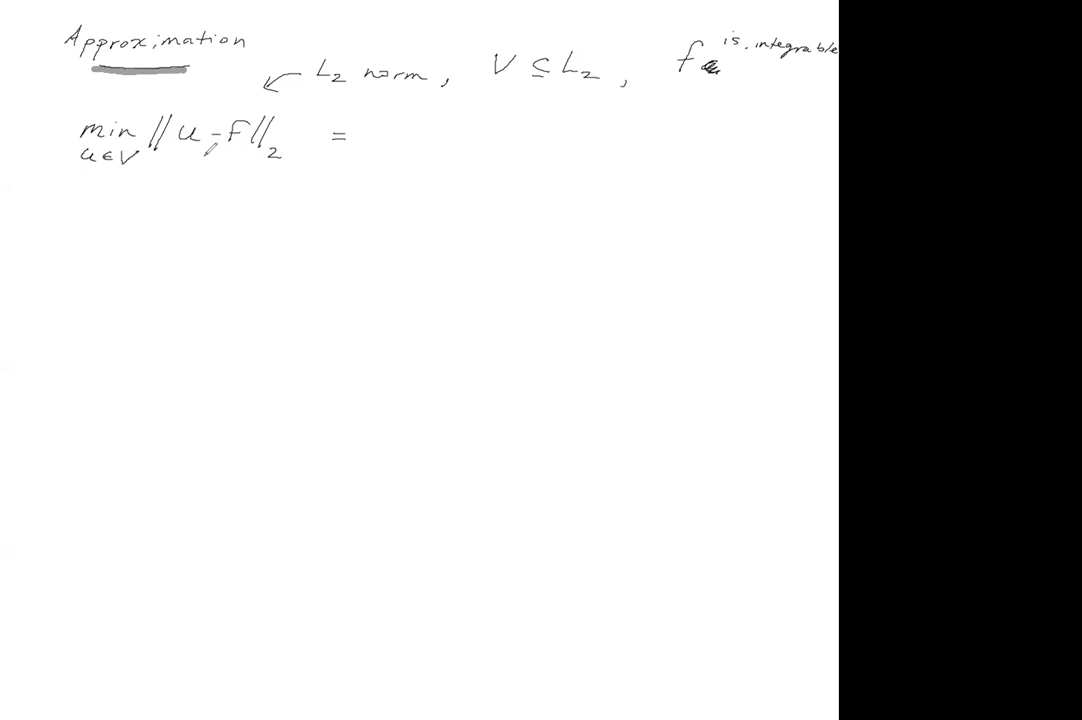 Approximation
L₂ norm, V ⊆ L₂, f is integrable
min ‖u - f‖₂ =
u ∈ V